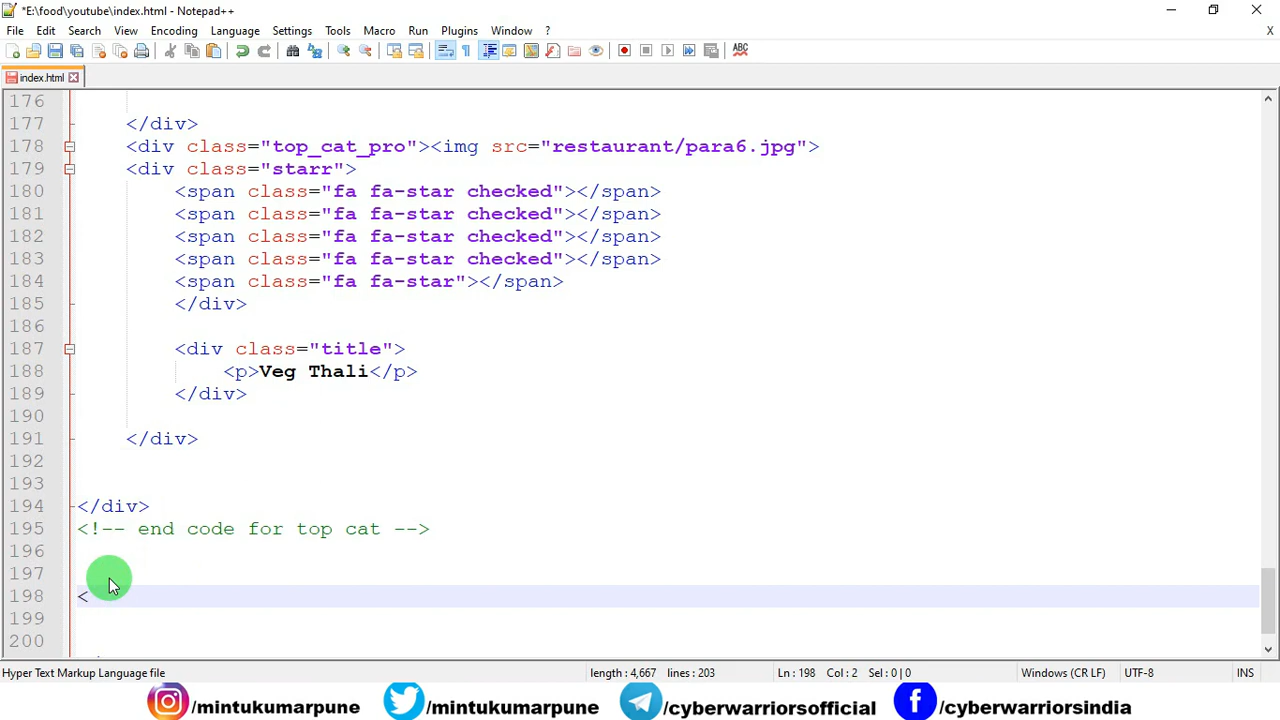 *E:\food\youtube\index.html - Notepad++
File Edit Search View Encoding Language Settings Tools Macro Run Plugins Window ? X
ABC
index.html
176
177 </div>
178 <div class="top_cat_pro"><img src="restaurant/para6.jpg">
179 <div class="starr">
180 <span class="fa fa-star checked"></span>
181 <span class="fa fa-star checked"></span>
182 <span class="fa fa-star checked"></span>
183 <span class="fa fa-star checked"></span>
184 <span class="fa fa-star"></span>
185 </div>
186
187 <div class="title">
188 <p>Veg Thali</p>
189 </div>
190
191 </div>
192
193
194 </div>
195 <!-- end code for top cat -->
196
197
198 <
199
200
Hyper Text Markup Language file length : 4,667 lines : 203 Ln : 198 Col : 2 Sel : 0 | 0 Windows (CR LF) UTF-8 INS
/mintukumarpune /mintukumarpune /cyberwarriorsofficial /cyberwarriorsindia